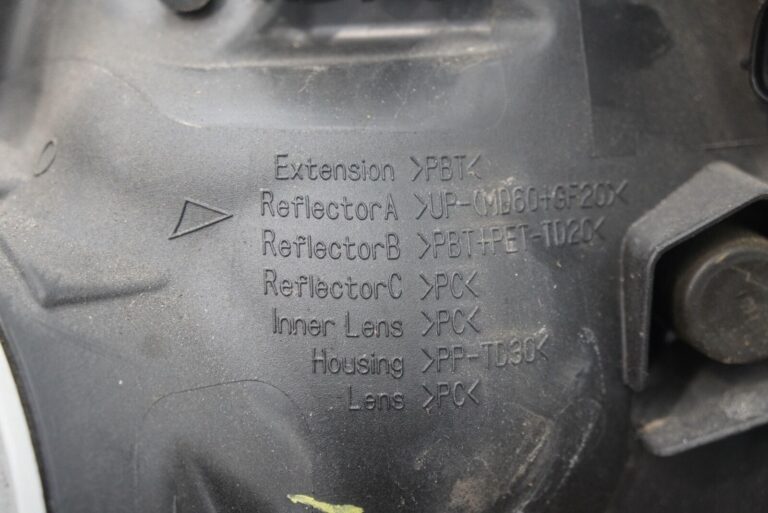 Extension >PBT<
ReflectorA >UP-(MD60+GF20)<
ReflectorB >PBT+PET-TD20<
ReflectorC >PC<
Inner Lens >PC<
Housing >PP-TD30<
Lens >PC<